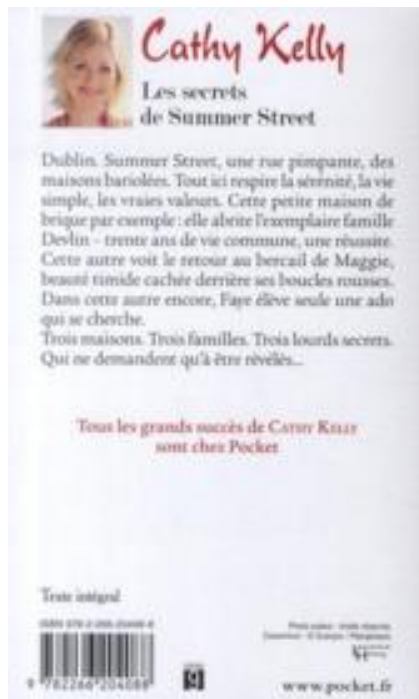 Cathy Kelly
Les secrets
de Summer Street
Dublin. Summer Street, une rue pimpante, des
maisons bariolées. Tout ici respire la sérénité, la vie
simple, les vraies valeurs. Cette petite maison de
brique par exemple : elle abrite l'exemplaire famille
Devlin – trente ans de vie commune, une réussite.
Cette autre voit le retour au bercail de Maggie,
beauté timide cachée derrière ses boucles rousses.
Dans cette autre encore, Faye élève seule une ado
qui se cherche.
Trois maisons. Trois familles. Trois lourds secrets.
Qui ne demandent qu'à être révélés...
Tous les grands succès de CATHY KELLY
sont chez Pocket
Texte intégral
9 782266 204088
www.pocket.fr